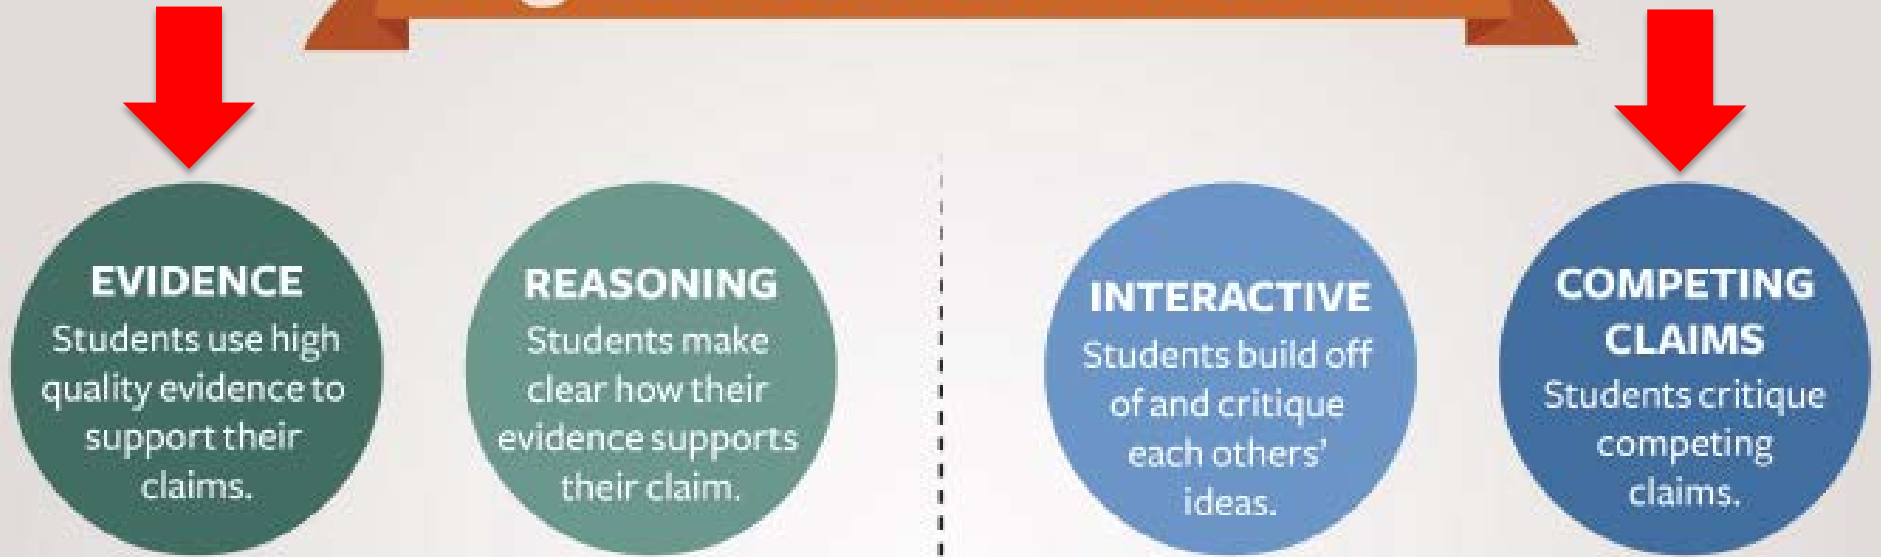 EVIDENCE
Students use high
quality evidence to
support their
claims.
REASONING
Students make
clear how their
evidence supports
their claim.
INTERACTIVE
Students build off
of and critique
each others’
ideas.
COMPETING
CLAIMS
Students critique
competing
claims.